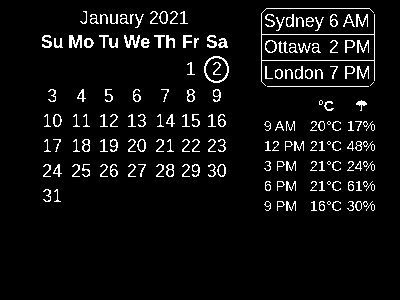 January 2021
Su Mo Tu We Th Fr Sa
1 2
3 4 5 6 7 8 9
10 11 12 13 14 15 16
17 18 19 20 21 22 23
24 25 26 27 28 29 30
31
Sydney 6 AM
Ottawa 2 PM
London 7 PM
°C ☂
9 AM 20°C 17%
12 PM 21°C 48%
3 PM 21°C 24%
6 PM 21°C 61%
9 PM 16°C 30%